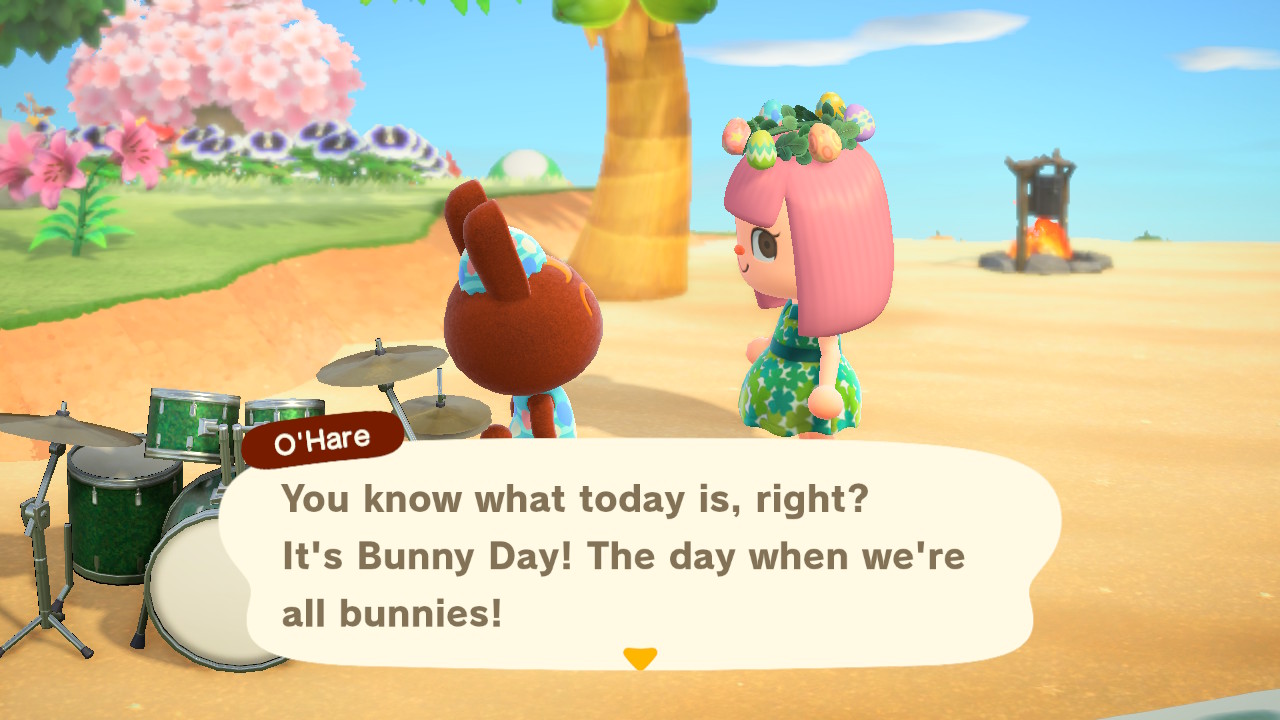 O'Hare
You know what today is, right?
It's Bunny Day! The day when we're
all bunnies!